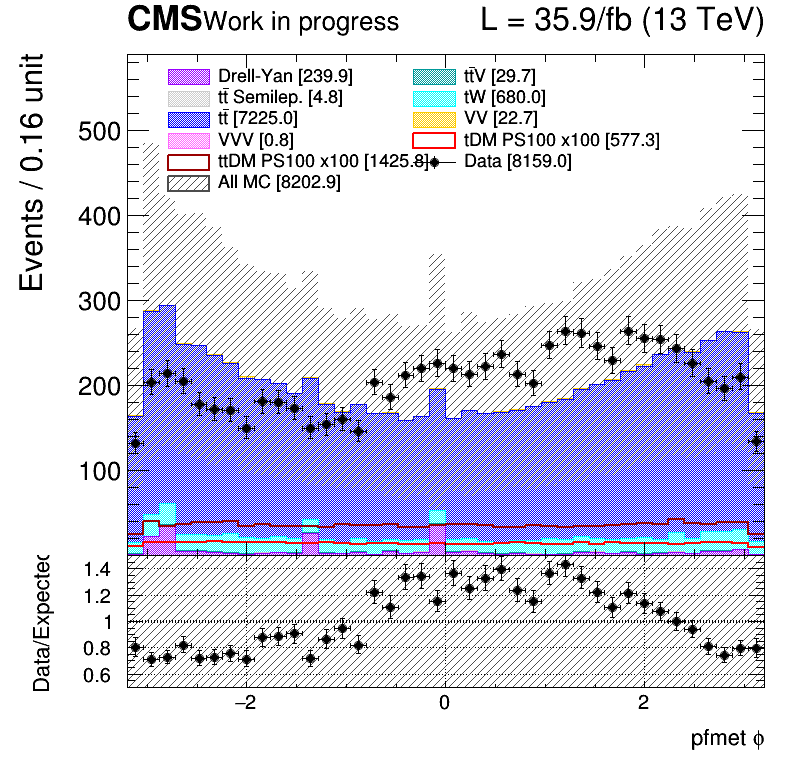 CMS Work in progress L = 35.9/fb (13 TeV)
Drell-Yan [239.9]
tt̄V [29.7]
tt̄ Semilep. [4.8]
tW [680.0]
tt̄ [7225.0]
VV [22.7]
VVV [0.8]
tDM PS100 x100 [577.3]
ttDM PS100 x100 [1425.8]
Data [8159.0]
All MC [8202.9]
Events / 0.16 unit
500
400
300
200
100
Data/Expected
1.4
1.2
1
0.8
0.6
−2 0 2
pfmet ϕ